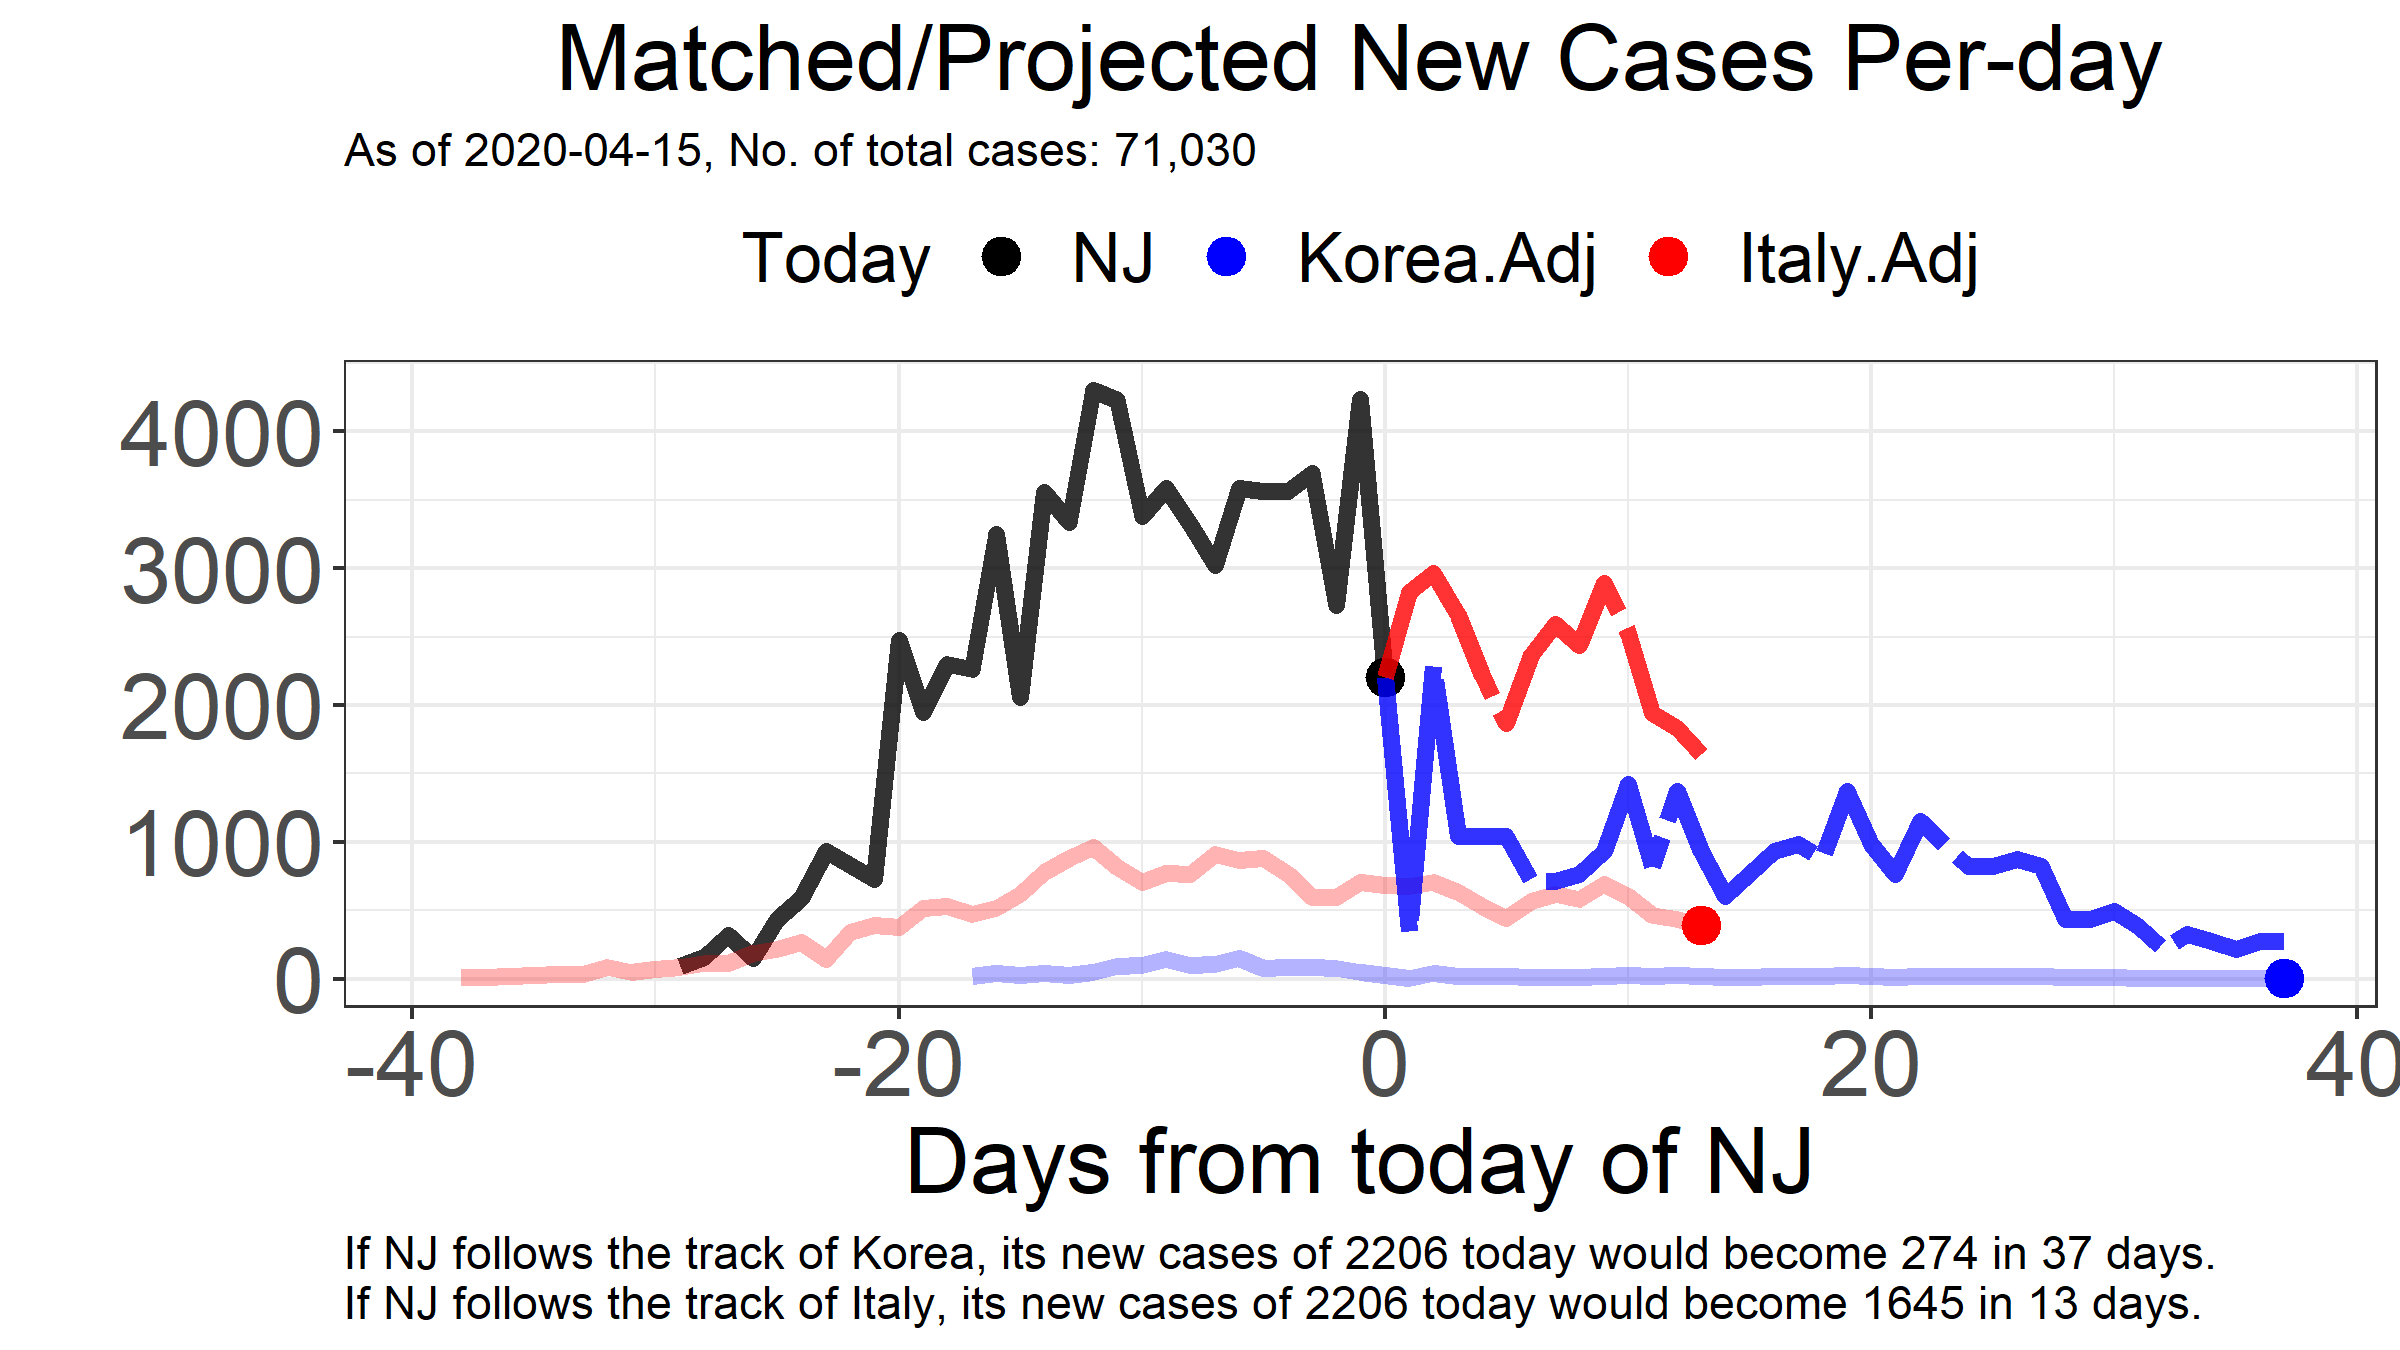 Matched/Projected New Cases Per-day
As of 2020-04-15, No. of total cases: 71,030
Today NJ Korea.Adj Italy.Adj
4000
3000
2000
1000
0
-40 -20 0 20 40
Days from today of NJ
If NJ follows the track of Korea, its new cases of 2206 today would become 274 in 37 days.
If NJ follows the track of Italy, its new cases of 2206 today would become 1645 in 13 days.